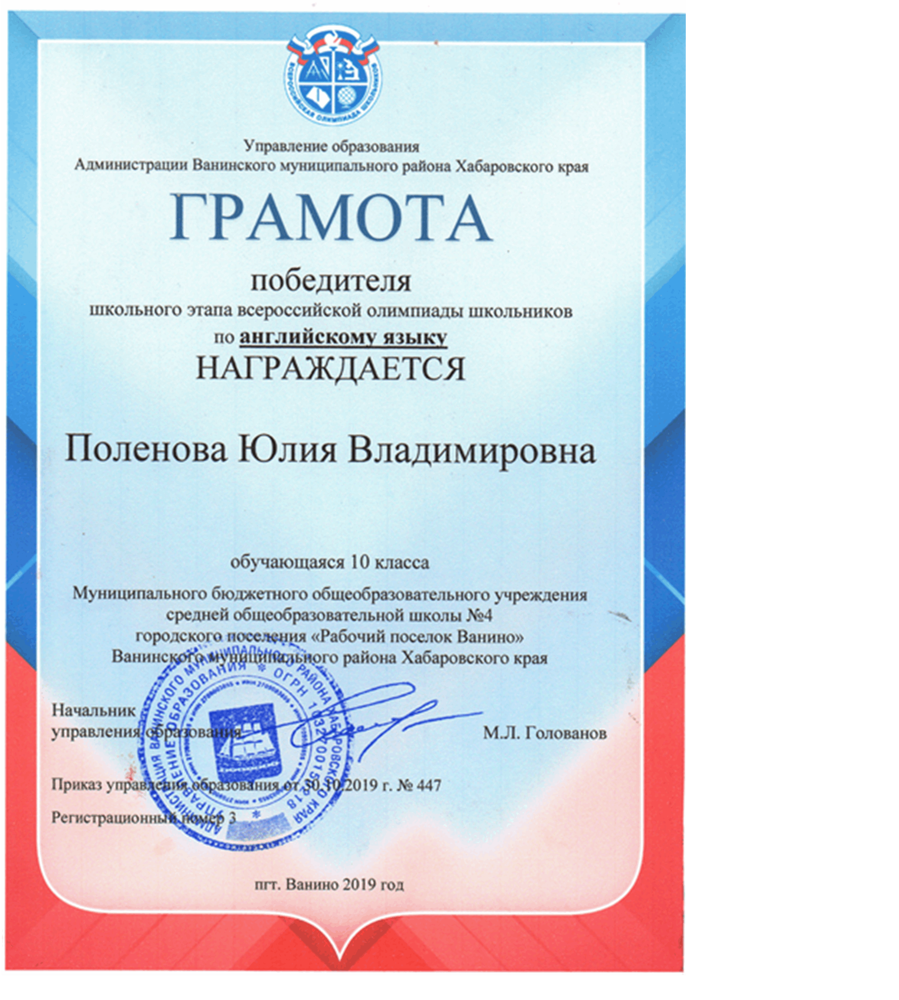 ВСЕРОССИЙСКАЯ ОЛИМПИАДА ШКОЛЬНИКОВ
Управление образования
Администрации Ванинского муниципального района Хабаровского края
ГРАМОТА
победителя
школьного этапа всероссийской олимпиады школьников
по английскому языку
НАГРАЖДАЕТСЯ
Поленова Юлия Владимировна
обучающаяся 10 класса
Муниципального бюджетного общеобразовательного учреждения
средней общеобразовательной школы №4
городского поселения «Рабочий поселок Ванино»
Ванинского муниципального района Хабаровского края
Начальник
управления образования
М.Л. Голованов
АДМИНИСТРАЦИЯ ВАНИНСКОГО МУНИЦИПАЛЬНОГО РАЙОНА ХАБАРОВСКОГО КРАЯ
УПРАВЛЕНИЕ ОБРАЗОВАНИЯ * ОГРН
Приказ управления образования от 30.10.2019 г. № 447
Регистрационный номер 3
пгт. Ванино 2019 год